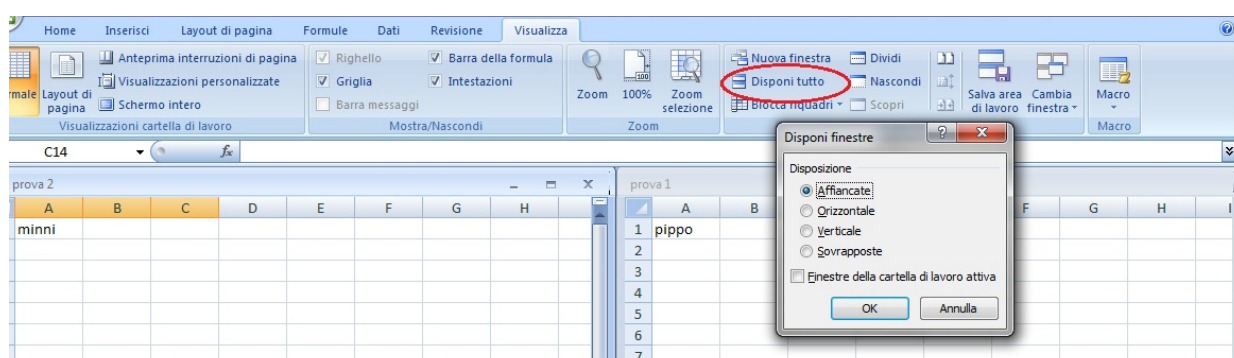 Home Inserisci Layout di pagina Formule Dati Revisione Visualizza
Anteprima interruzioni di pagina Righello Barra della formula Nuova finestra Dividi
male Layout di pagina Visualizzazioni personalizzate Griglia Intestazioni Zoom 100% Zoom selezione Disponi tutto Nascondi Salva area di lavoro Cambia finestra Macro
Schermo intero Barra messaggi Blocca riquadri Scopri
Visualizzazioni cartella di lavoro Mostra/Nascondi Zoom Macro
C14 fx
prova 2 prova 1
A B C D E F G H A B F G H I
minni 1 pippo
2
3
4
5
6
7
Disponi finestre
Disposizione
Affiancate
Orizzontale
Verticale
Sovrapposte
Finestre della cartella di lavoro attiva
OK Annulla